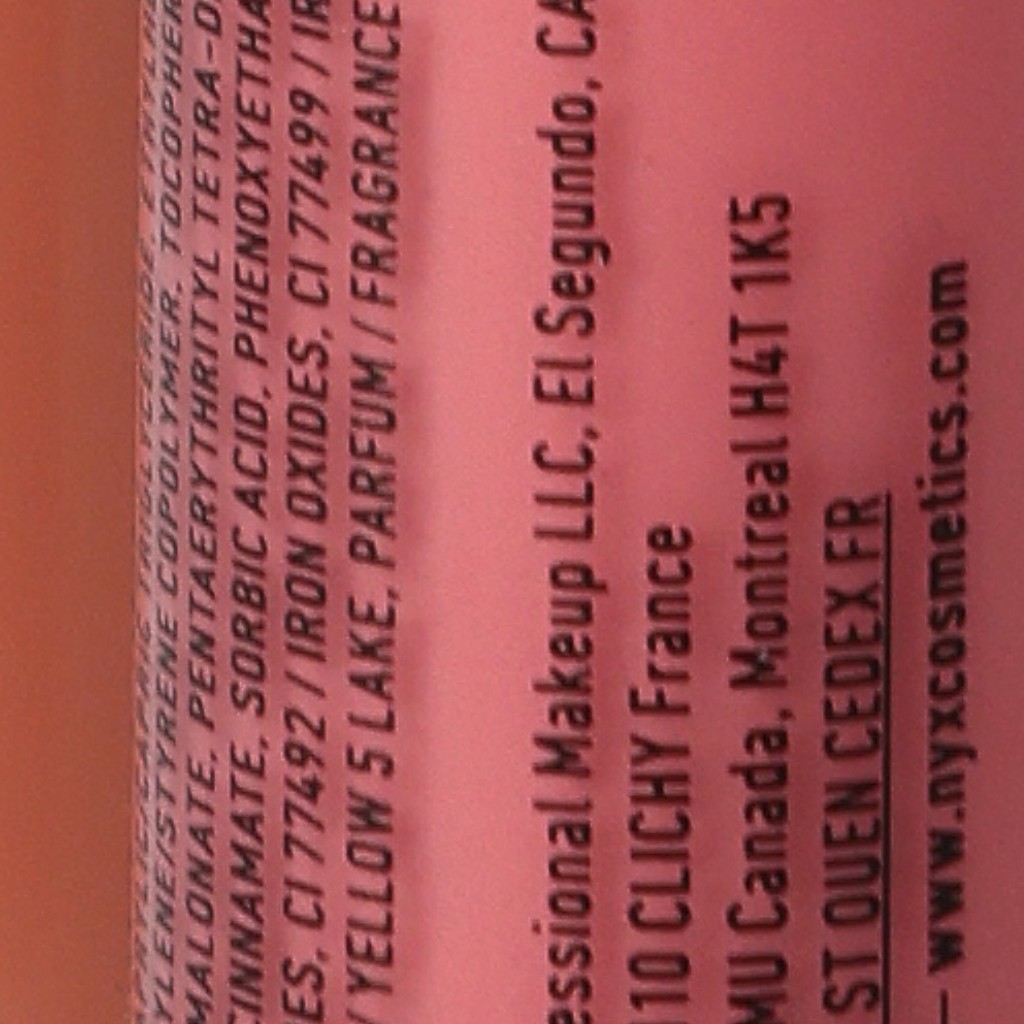 YLENE/STYRENE COPOLYMER, TOCOPHER
MALONATE, PENTAERYTHRITYL TETRA-D
CINNAMATE, SORBIC ACID, PHENOXYETHA
ES, CI 77492 / IRON OXIDES, CI 77499 / IR
/ YELLOW 5 LAKE, PARFUM / FRAGRANCE
essional Makeup LLC, El Segundo, CA
110 CLICHY France
MU Canada, Montreal H4T 1K5
ST OUEN CEDEX FR
— www.nyxcosmetics.com